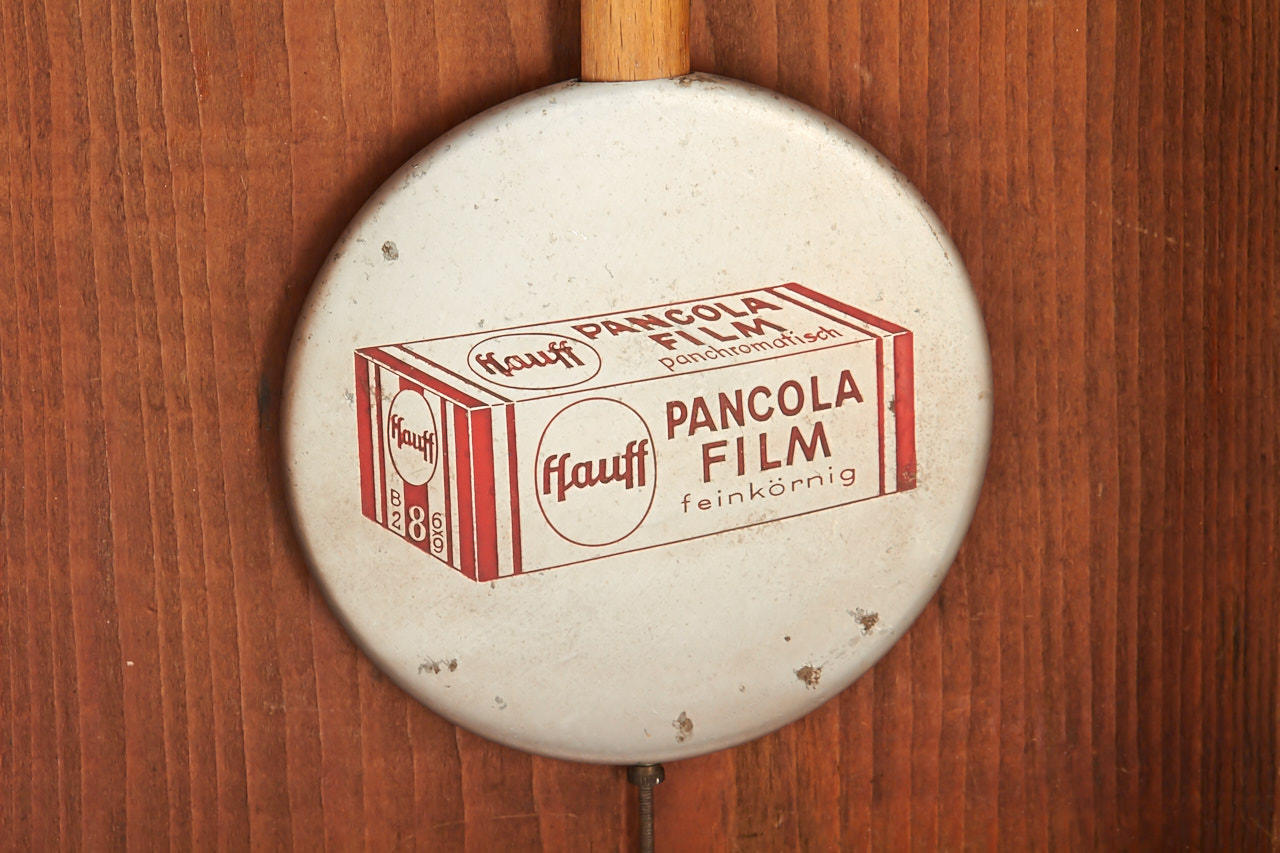 Hauff
PANCOLA
FILM
panchromatisch
Hauff
PANCOLA
FILM
feinkörnig
Hauff
B2 8 6x9